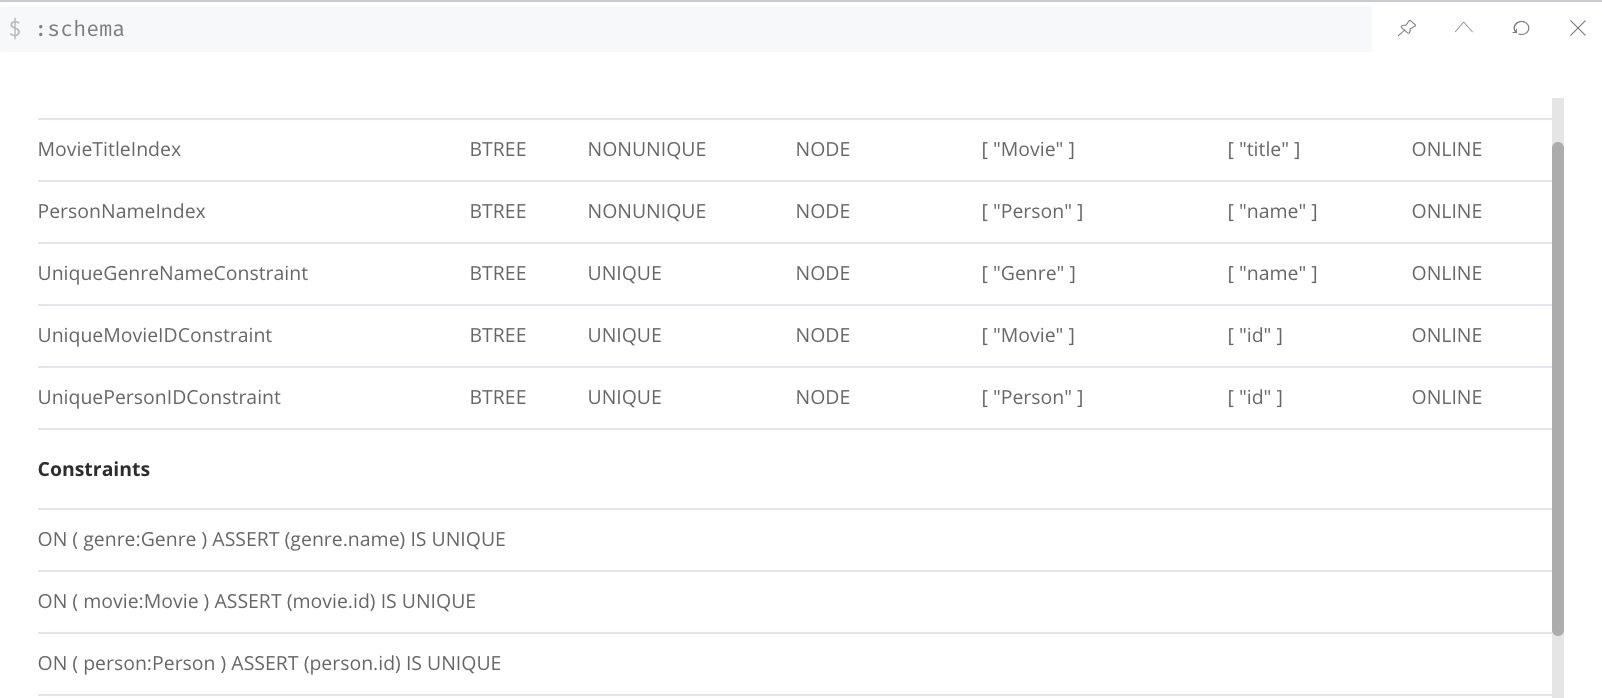 $ :schema
MovieTitleIndex BTREE NONUNIQUE NODE [ "Movie" ] [ "title" ] ONLINE
PersonNameIndex BTREE NONUNIQUE NODE [ "Person" ] [ "name" ] ONLINE
UniqueGenreNameConstraint BTREE UNIQUE NODE [ "Genre" ] [ "name" ] ONLINE
UniqueMovieIDConstraint BTREE UNIQUE NODE [ "Movie" ] [ "id" ] ONLINE
UniquePersonIDConstraint BTREE UNIQUE NODE [ "Person" ] [ "id" ] ONLINE
Constraints
ON ( genre:Genre ) ASSERT (genre.name) IS UNIQUE
ON ( movie:Movie ) ASSERT (movie.id) IS UNIQUE
ON ( person:Person ) ASSERT (person.id) IS UNIQUE